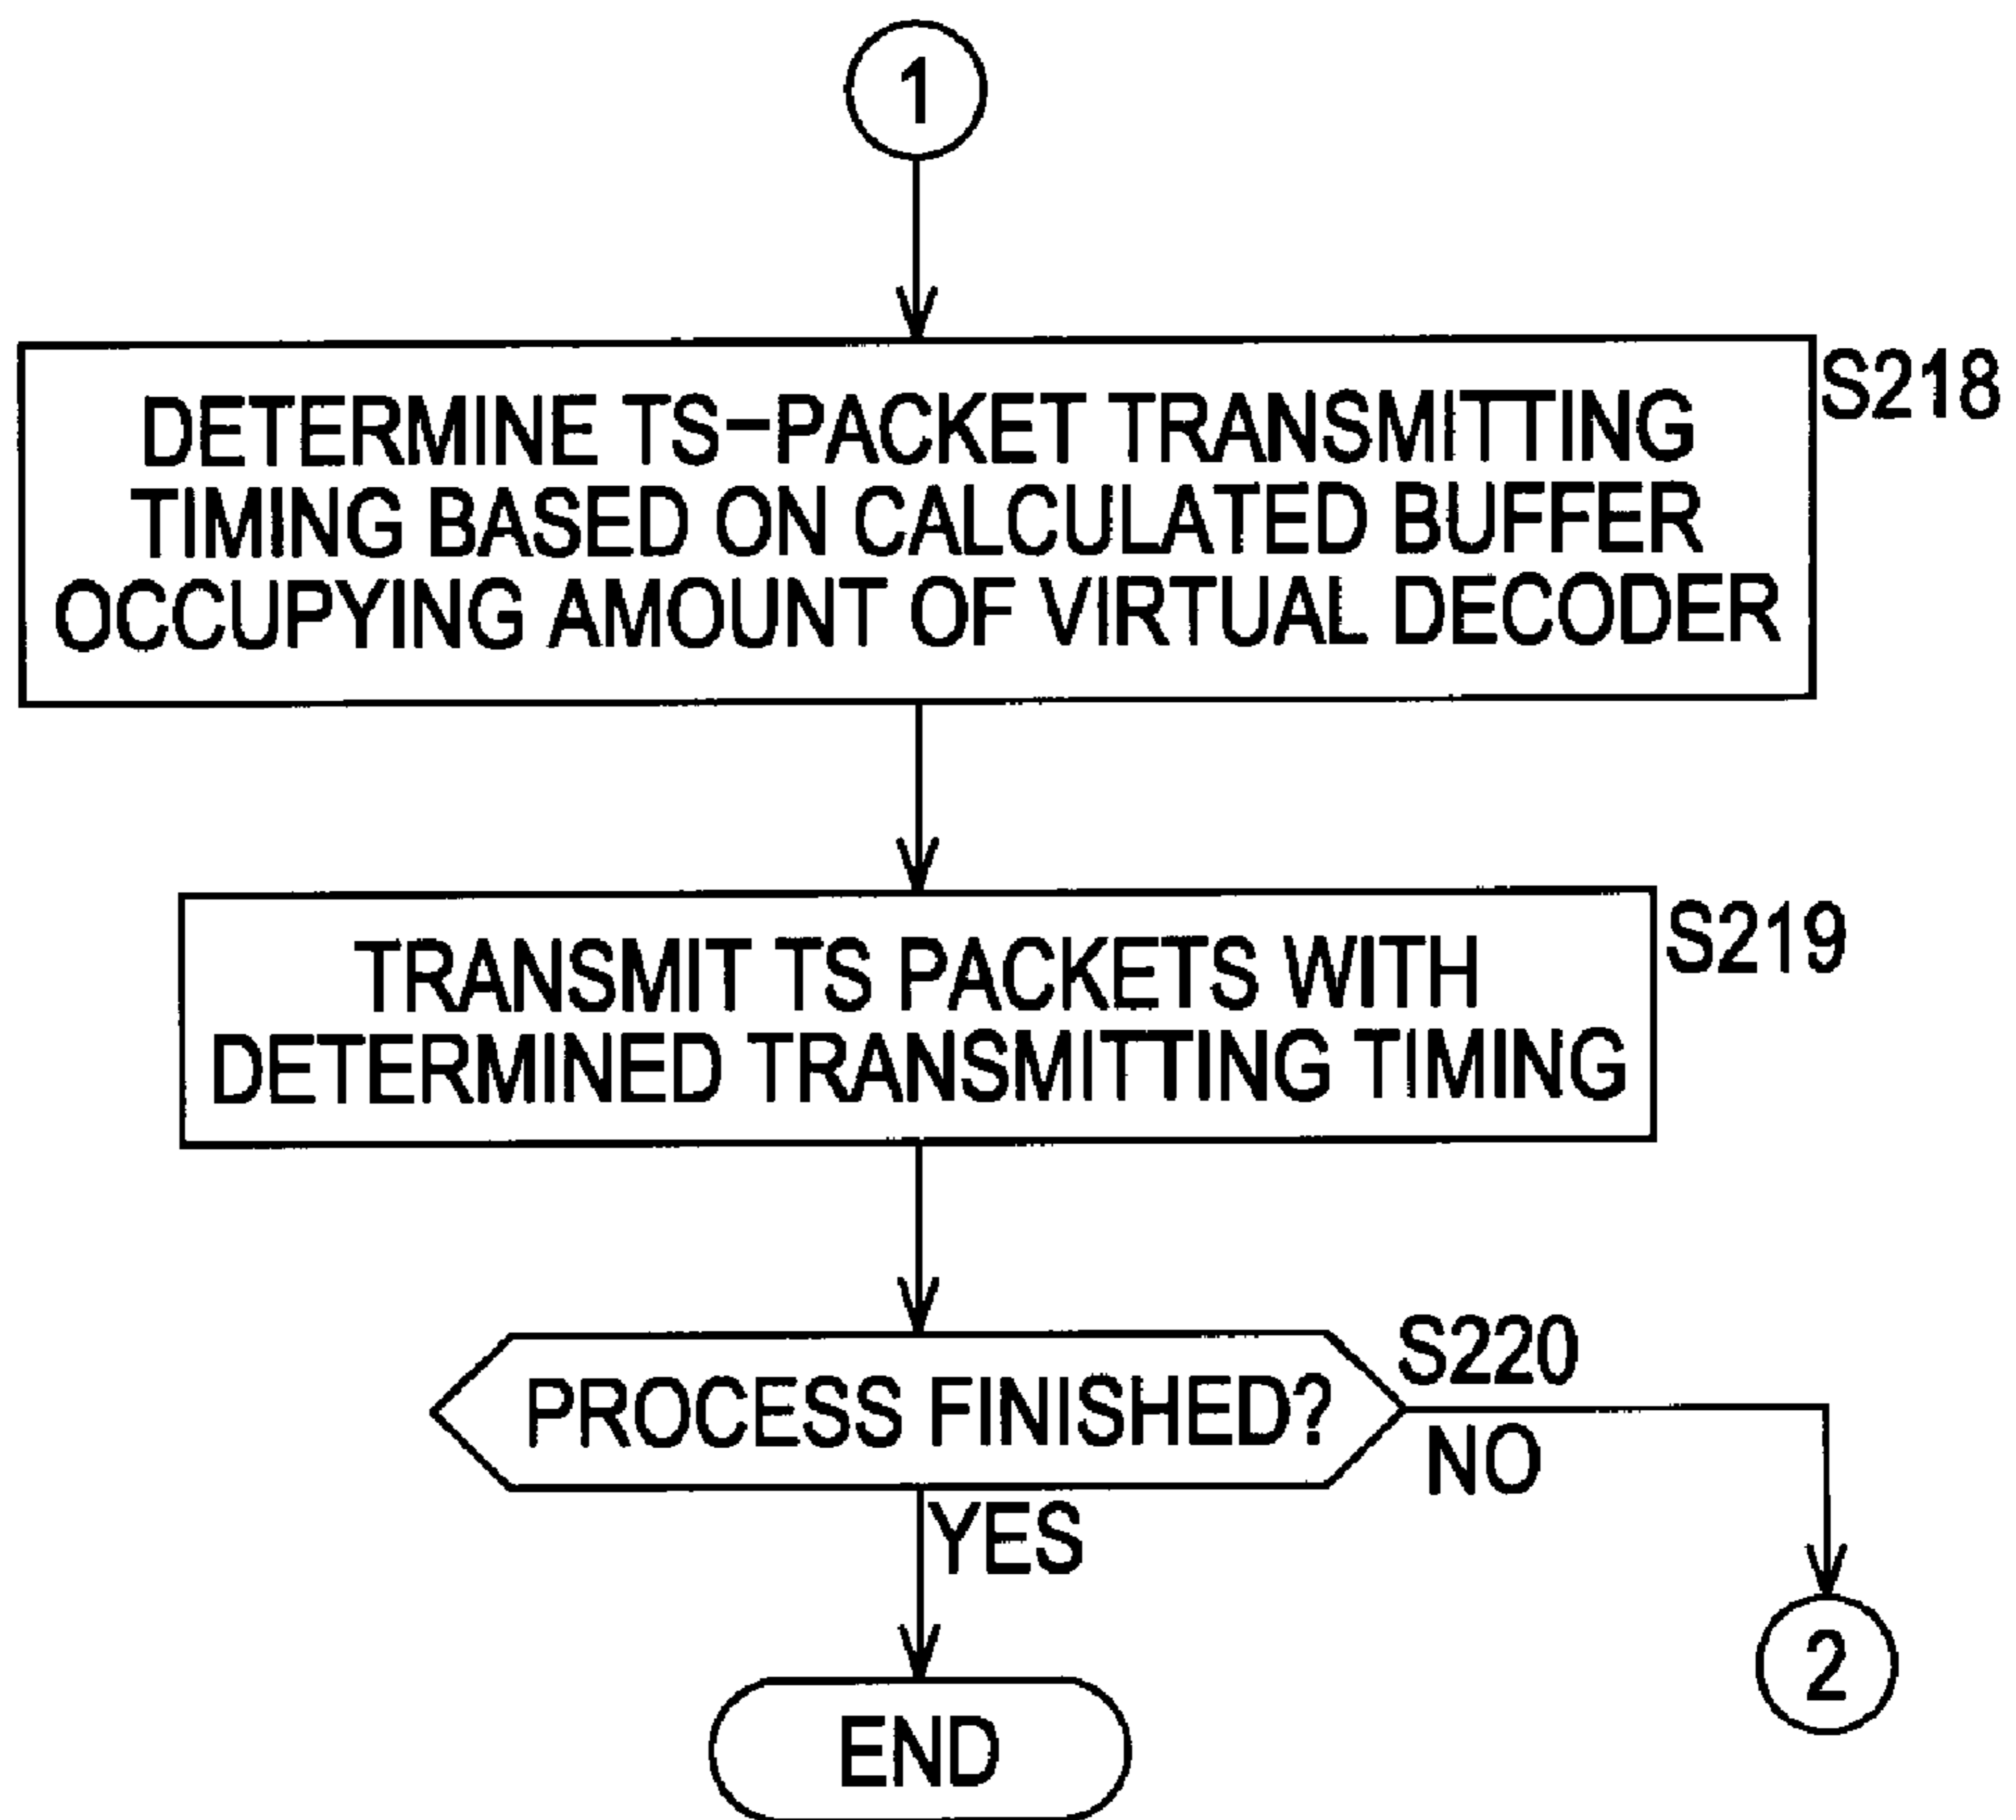 1
DETERMINE TS-PACKET TRANSMITTING
TIMING BASED ON CALCULATED BUFFER
OCCUPYING AMOUNT OF VIRTUAL DECODER
S218
TRANSMIT TS PACKETS WITH
DETERMINED TRANSMITTING TIMING
S219
PROCESS FINISHED?
S220
NO
YES
2
END